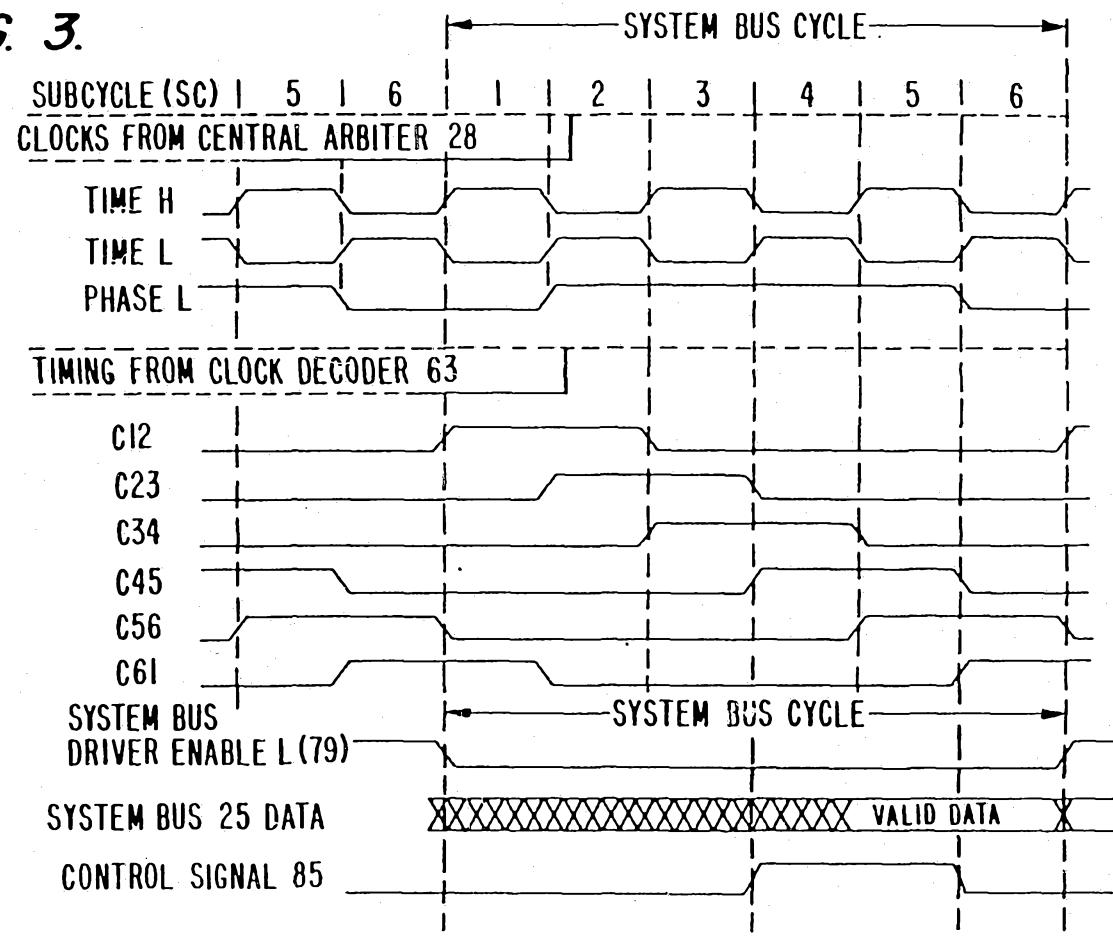 G. 3.
SYSTEM BUS CYCLE
SUBCYCLE (SC) 5 6 1 2 3 4 5 6
CLOCKS FROM CENTRAL ARBITER 28
TIME H
TIME L
PHASE L
TIMING FROM CLOCK DECODER 63
C12
C23
C34
C45
C56
C61
SYSTEM BUS CYCLE
SYSTEM BUS
DRIVER ENABLE L (79)
SYSTEM BUS 25 DATA VALID DATA
CONTROL SIGNAL 85